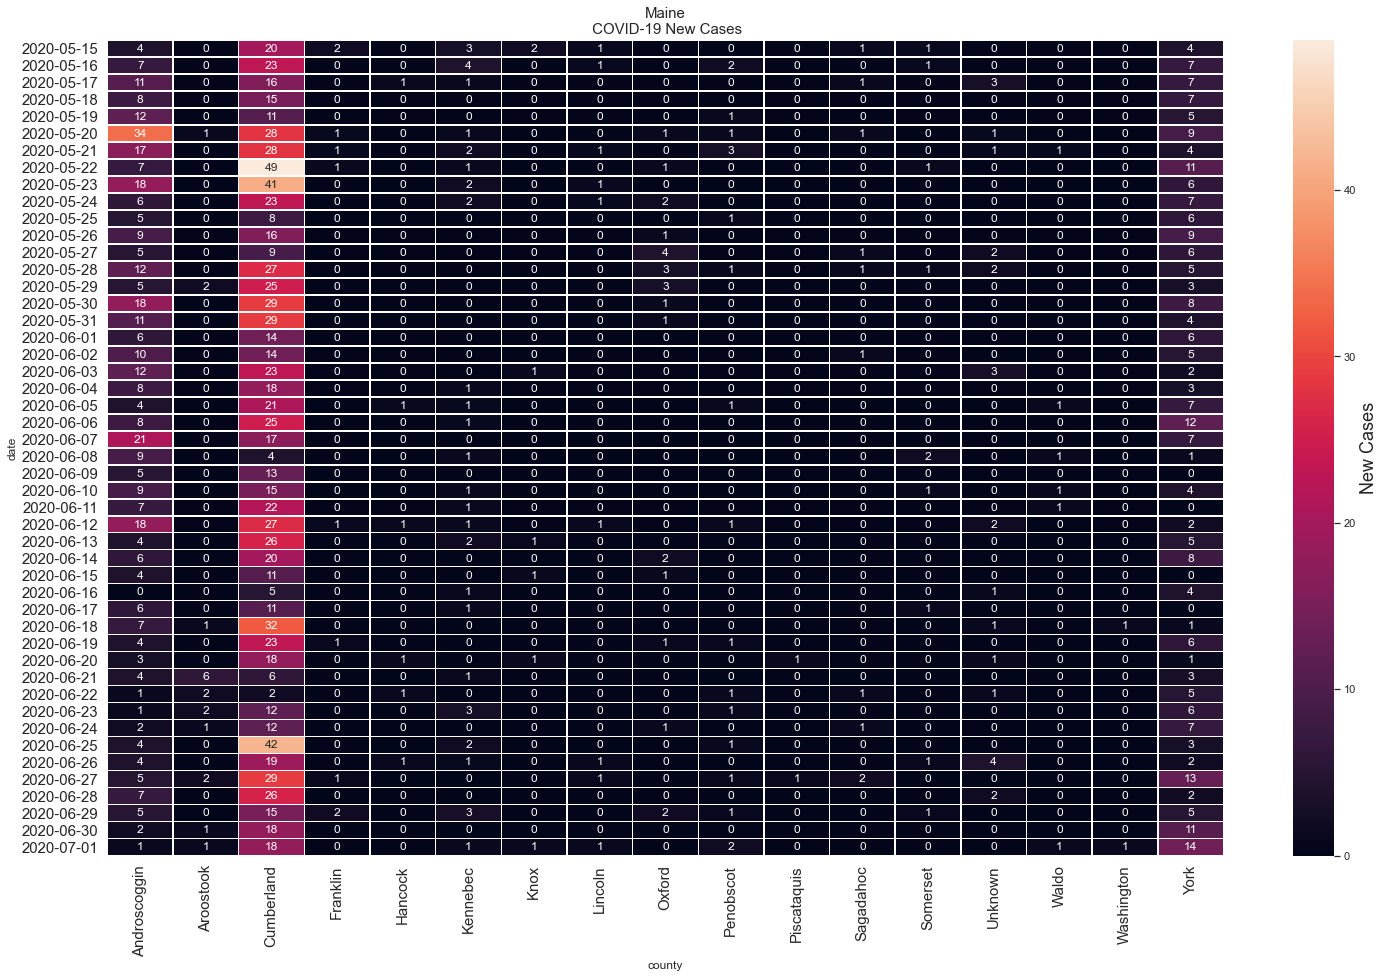 Maine
COVID-19 New Cases
2020-05-15 4 0 20 2 0 3 2 1 0 0 0 1 1 0 0 0 4
2020-05-16 7 0 23 0 0 4 0 1 0 2 0 0 1 0 0 0 7
2020-05-17 11 0 16 0 1 1 0 0 0 0 0 1 0 3 0 0 7
2020-05-18 8 0 15 0 0 0 0 0 0 0 0 0 0 0 0 0 7
2020-05-19 12 0 11 0 0 0 0 0 0 1 0 0 0 0 0 0 5
2020-05-20 34 1 28 1 0 1 0 0 1 1 0 1 0 1 0 0 9
2020-05-21 17 0 28 1 0 2 0 1 0 3 0 0 0 1 1 0 4
2020-05-22 7 0 49 1 0 1 0 0 1 0 0 0 1 0 0 0 11
2020-05-23 18 0 41 0 0 2 0 1 0 0 0 0 0 0 0 0 6
2020-05-24 6 0 23 0 0 2 0 1 2 0 0 0 0 0 0 0 7
2020-05-25 5 0 8 0 0 0 0 0 0 1 0 0 0 0 0 0 6
2020-05-26 9 0 16 0 0 0 0 0 1 0 0 0 0 0 0 0 9
2020-05-27 5 0 9 0 0 0 0 0 4 0 0 1 0 2 0 0 6
2020-05-28 12 0 27 0 0 0 0 0 3 1 0 1 1 2 0 0 5
2020-05-29 5 2 25 0 0 0 0 0 3 0 0 0 0 0 0 0 3
2020-05-30 18 0 29 0 0 0 0 0 1 0 0 0 0 0 0 0 8
2020-05-31 11 0 29 0 0 0 0 0 1 0 0 0 0 0 0 0 4
2020-06-01 6 0 14 0 0 0 0 0 0 0 0 0 0 0 0 0 6
2020-06-02 10 0 14 0 0 0 0 0 0 0 0 1 0 0 0 0 5
2020-06-03 12 0 23 0 0 0 1 0 0 0 0 0 0 3 0 0 2
2020-06-04 8 0 18 0 0 1 0 0 0 0 0 0 0 0 0 0 3
2020-06-05 4 0 21 0 1 1 0 0 0 1 0 0 0 0 1 0 7
2020-06-06 8 0 25 0 0 1 0 0 0 0 0 0 0 0 0 0 12
2020-06-07 21 0 17 0 0 0 0 0 0 0 0 0 0 0 0 0 7
2020-06-08 9 0 4 0 0 1 0 0 0 0 0 0 2 0 1 0 1
2020-06-09 5 0 13 0 0 0 0 0 0 0 0 0 0 0 0 0 0
2020-06-10 9 0 15 0 0 1 0 0 0 0 0 0 1 0 1 0 4
2020-06-11 7 0 22 0 0 1 0 0 0 0 0 0 0 0 1 0 0
2020-06-12 18 0 27 1 1 1 0 1 0 1 0 0 0 2 0 0 2
2020-06-13 4 0 26 0 0 2 1 0 0 0 0 0 0 0 0 0 5
2020-06-14 6 0 20 0 0 0 0 0 2 0 0 0 0 0 0 0 8
2020-06-15 4 0 11 0 0 0 1 0 1 0 0 0 0 0 0 0 0
2020-06-16 0 0 5 0 0 1 0 0 0 0 0 0 0 1 0 0 4
2020-06-17 6 0 11 0 0 1 0 0 0 0 0 0 1 0 0 0 0
2020-06-18 7 1 32 0 0 0 0 0 0 0 0 0 0 1 0 1 1
2020-06-19 4 0 23 1 0 0 0 0 1 1 0 0 0 0 0 0 6
2020-06-20 3 0 18 0 1 0 1 0 0 0 1 0 0 1 0 0 1
2020-06-21 4 6 6 0 0 1 0 0 0 0 0 0 0 0 0 0 3
2020-06-22 1 2 2 0 1 0 0 0 0 1 0 1 0 1 0 0 5
2020-06-23 1 2 12 0 0 3 0 0 0 1 0 0 0 0 0 0 6
2020-06-24 2 1 12 0 0 0 0 0 1 0 0 1 0 0 0 0 7
2020-06-25 4 0 42 0 0 2 0 0 0 1 0 0 0 0 0 0 3
2020-06-26 4 0 19 0 1 1 0 1 0 0 0 0 1 4 0 0 2
2020-06-27 5 2 29 1 0 0 0 1 0 1 1 2 0 0 0 0 13
2020-06-28 7 0 26 0 0 0 0 0 0 0 0 0 0 2 0 0 2
2020-06-29 5 0 15 2 0 3 0 0 2 1 0 0 1 0 0 0 5
2020-06-30 2 1 18 0 0 0 0 0 0 0 0 0 0 0 0 0 11
2020-07-01 1 1 18 0 0 1 1 1 0 2 0 0 0 0 1 1 14
Androscoggin Aroostook Cumberland Franklin Hancock Kennebec Knox Lincoln Oxford Penobscot Piscataquis Sagadahoc Somerset Unknown Waldo Washington York
county
date
40
30
20
10
0
New Cases